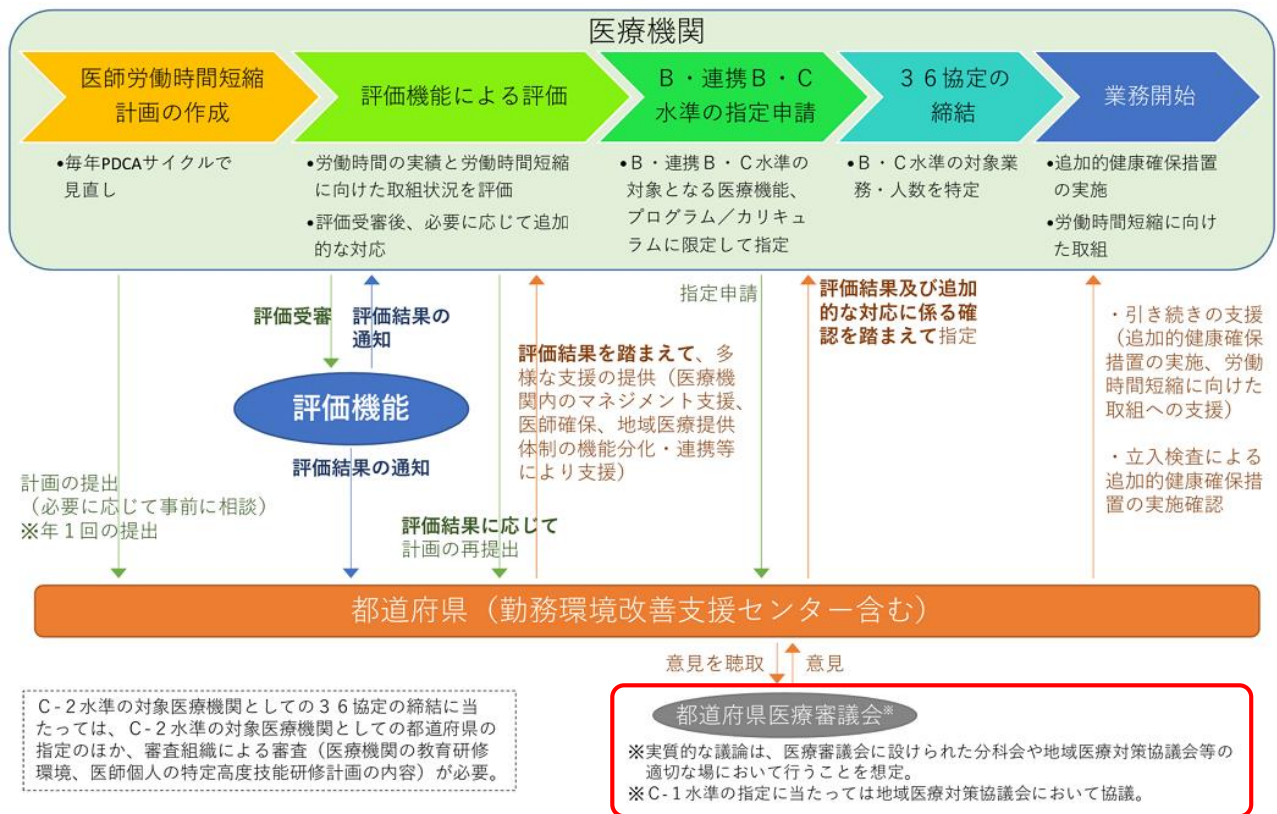 医療機関
医師労働時間短縮
計画の作成
評価機能による評価
B・連携B・C
水準の指定申請
36協定の
締結
業務開始
•毎年PDCAサイクルで
見直し
•労働時間の実績と労働時間短縮
に向けた取組状況を評価
•評価受審後、必要に応じて追加
的な対応
•B・連携B・C水準の
対象となる医療機能、
プログラム/カリキュ
ラムに限定して指定
•B・C水準の対象業
務・人数を特定
•追加的健康確保措置
の実施
•労働時間短縮に向け
た取組
評価受審
評価結果の
通知
評価機能
評価結果の通知
計画の提出
(必要に応じて事前に相談)
※年1回の提出
評価結果を踏まえて、多
様な支援の提供(医療機
関内のマネジメント支援、
医師確保、地域医療提供
体制の機能分化・連携等
により支援)
評価結果に応じて
計画の再提出
指定申請
評価結果及び追加
的な対応に係る確
認を踏まえて指定
・引き続きの支援
(追加的健康確保
措置の実施、労働
時間短縮に向けた
取組への支援)
・立入検査による
追加的健康確保措
置の実施確認
都道府県(勤務環境改善支援センター含む)
意見を聴取
意見
C-2水準の対象医療機関としての36協定の締結に当
たっては、C-2水準の対象医療機関としての都道府県の
指定のほか、審査組織による審査(医療機関の教育研修
環境、医師個人の特定高度技能研修計画の内容)が必要。
都道府県医療審議会※
※実質的な議論は、医療審議会に設けられた分科会や地域医療対策協議会等の
適切な場において行うことを想定。
※C-1水準の指定に当たっては地域医療対策協議会において協議。